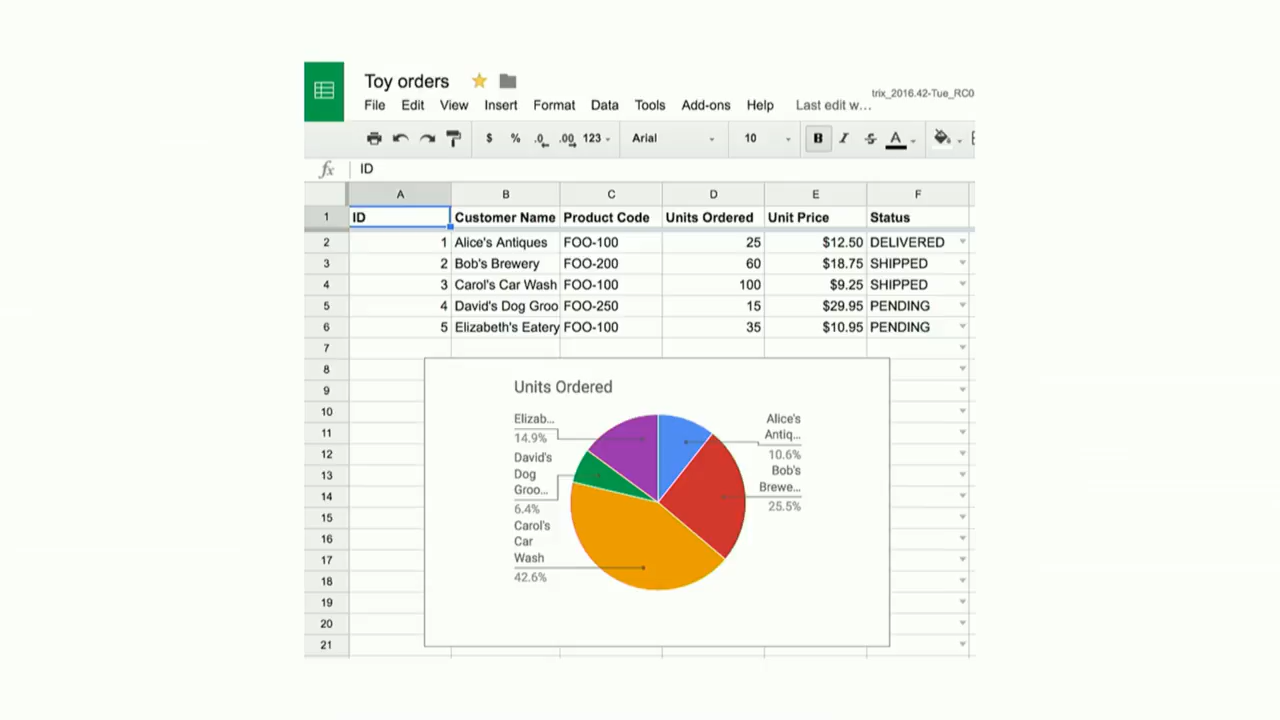 Toy orders
trix_2016.42-Tue_RC0
File Edit View Insert Format Data Tools Add-ons Help Last edit w...
$ % .0 .00 123 Arial 10 B I S A
fx ID
A B C D E F
1 ID Customer Name Product Code Units Ordered Unit Price Status
2 1 Alice's Antiques FOO-100 25 $12.50 DELIVERED
3 2 Bob's Brewery FOO-200 60 $18.75 SHIPPED
4 3 Carol's Car Wash FOO-100 100 $9.25 SHIPPED
5 4 David's Dog Groo FOO-250 15 $29.95 PENDING
6 5 Elizabeth's Eatery FOO-100 35 $10.95 PENDING
7
8
9
10
11
12
13
14
15
16
17
18
19
20
21
Units Ordered
Elizab...
14.9%
David's
Dog
Groo...
6.4%
Carol's
Car
Wash
42.6%
Alice's
Antiq...
10.6%
Bob's
Brewe...
25.5%